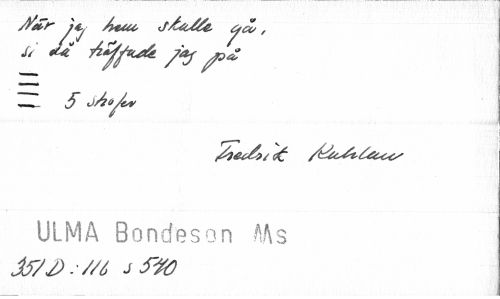 När jag hem skulle gå,
si då träffade jag på
5 strofer
Fredrik Kuhlau
ULMA Bondeson Ms
351 D:116 s 540